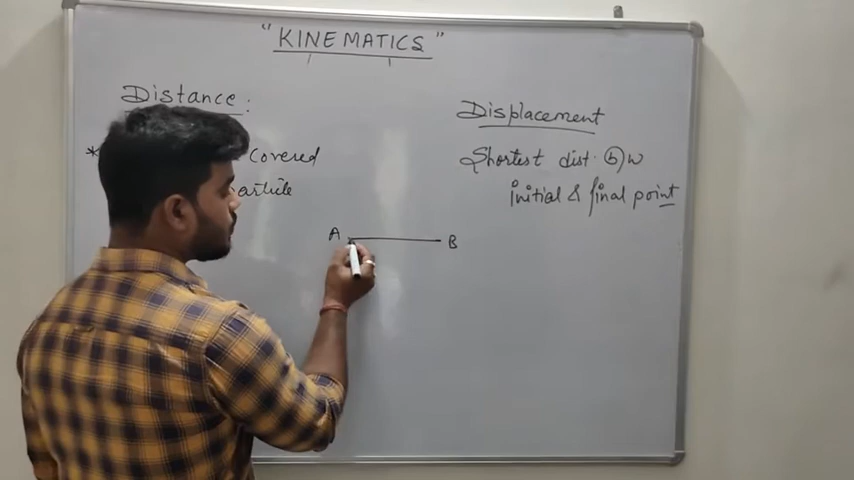 "KINEMATICS"
Distance :
* Covered
article
A B
Displacement
Shortest dist. (b)/w
initial & final point